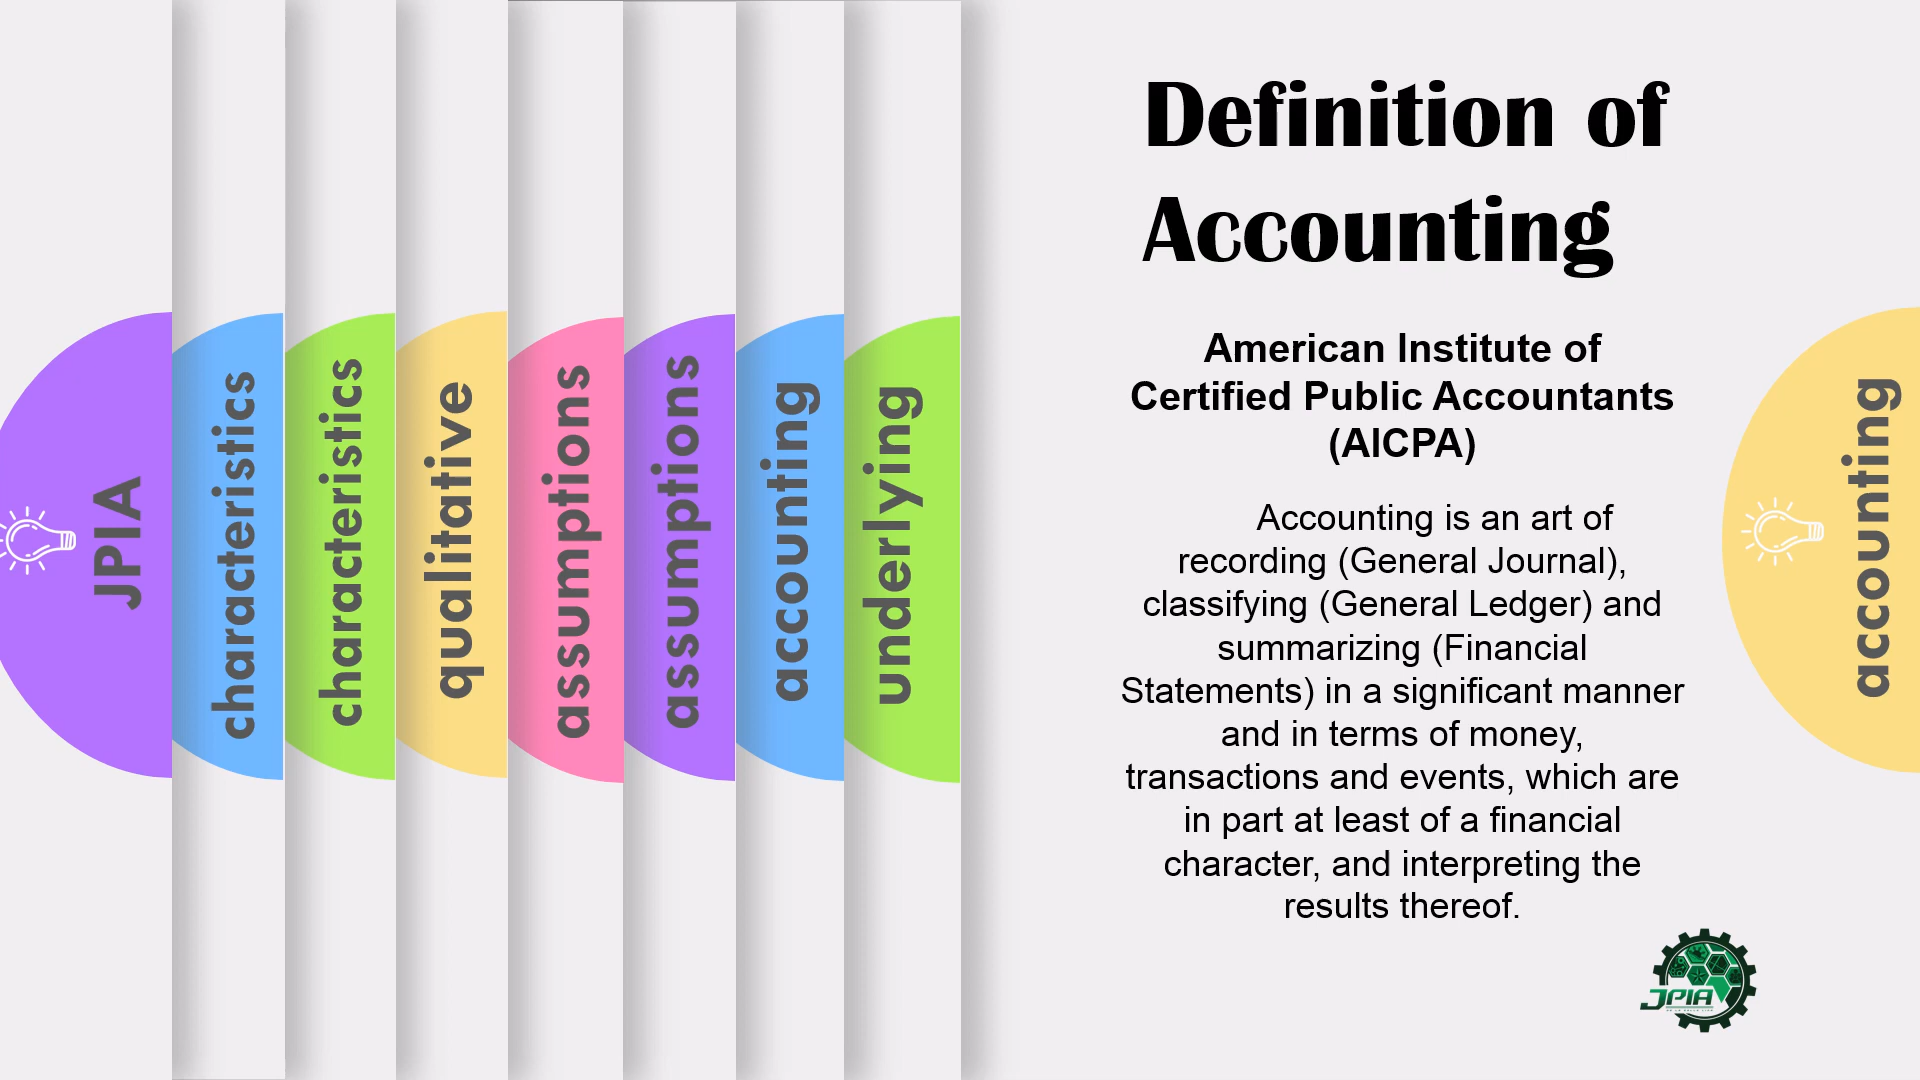 JPIA
characteristics
characteristics
qualitative
assumptions
assumptions
accounting
underlying
Definition of
Accounting
American Institute of
Certified Public Accountants
(AICPA)
Accounting is an art of
recording (General Journal),
classifying (General Ledger) and
summarizing (Financial
Statements) in a significant manner
and in terms of money,
transactions and events, which are
in part at least of a financial
character, and interpreting the
results thereof.
accounting
JPIA